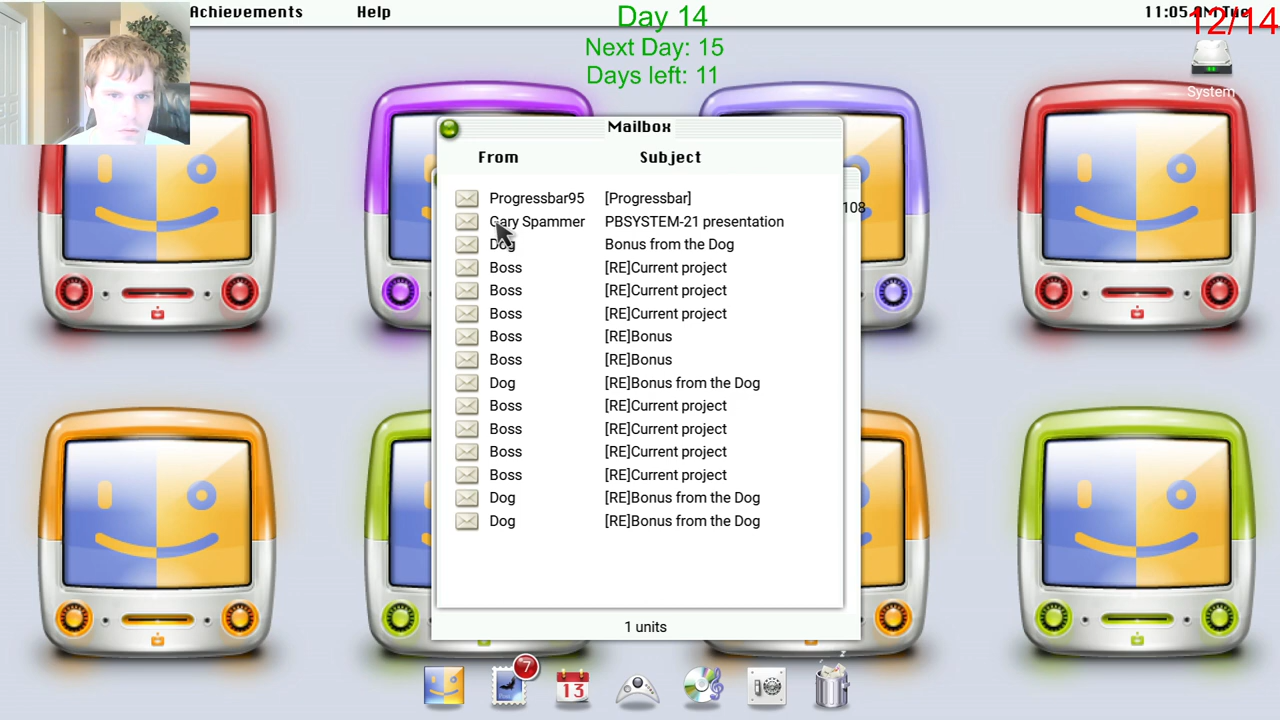 Achievements Help
Day 14
Next Day: 15
Days left: 11
11:05 AM Tue
12/14
System
Mailbox
From Subject
Progressbar95 [Progressbar]
Gary Spammer PBSYSTEM-21 presentation
Dog Bonus from the Dog
Boss [RE]Current project
Boss [RE]Current project
Boss [RE]Current project
Boss [RE]Bonus
Boss [RE]Bonus
Dog [RE]Bonus from the Dog
Boss [RE]Current project
Boss [RE]Current project
Boss [RE]Current project
Boss [RE]Current project
Dog [RE]Bonus from the Dog
Dog [RE]Bonus from the Dog
108
1 units
7
13